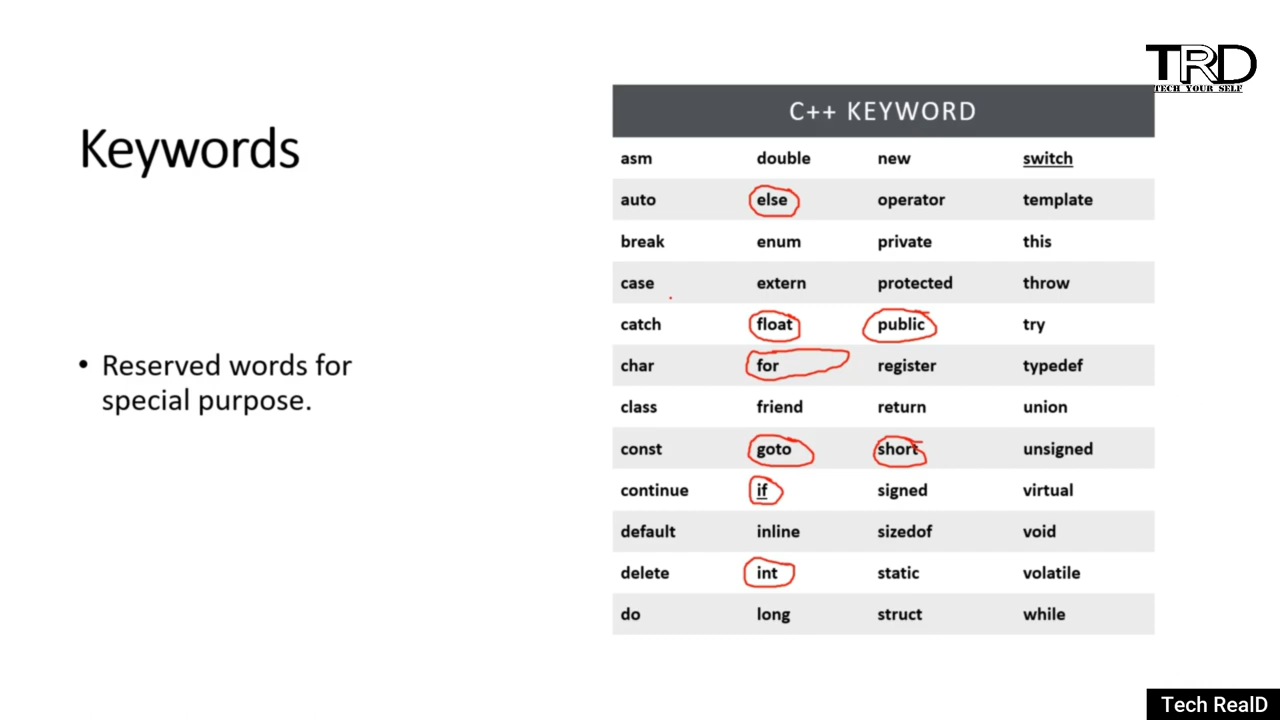 TRD
TECH YOUR SELF
Keywords
• Reserved words for
special purpose.
C++ KEYWORD
asm double new switch
auto else operator template
break enum private this
case extern protected throw
catch float public try
char for register typedef
class friend return union
const goto short unsigned
continue if signed virtual
default inline sizedof void
delete int static volatile
do long struct while
Tech RealD